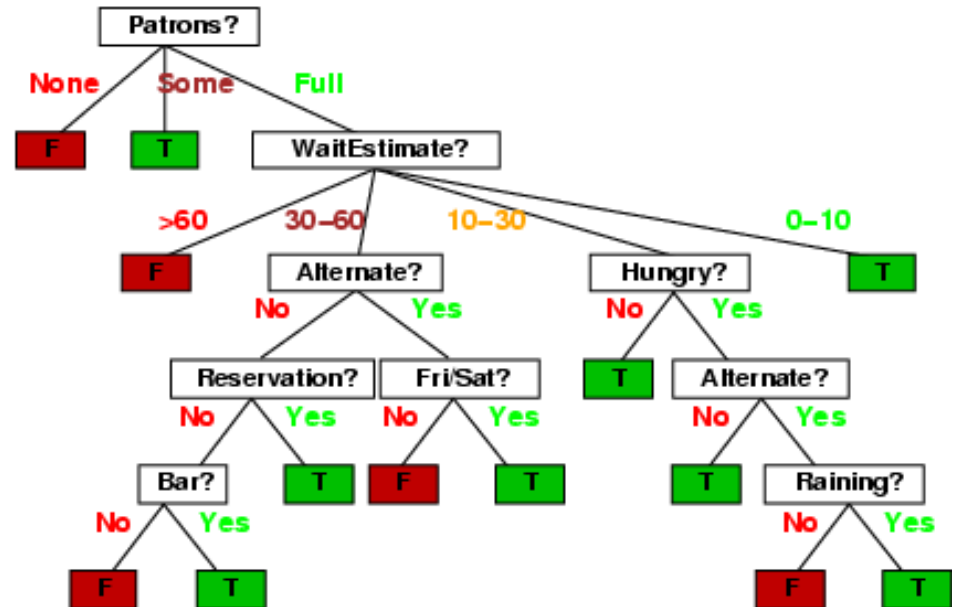 Patrons?
None Some Full
F T WaitEstimate?
>60 30–60 10–30 0–10
F Alternate? Hungry? T
No Yes No Yes
Reservation? Fri/Sat? T Alternate?
No Yes No Yes No Yes
Bar? T F T T Raining?
No Yes No Yes
F T F T